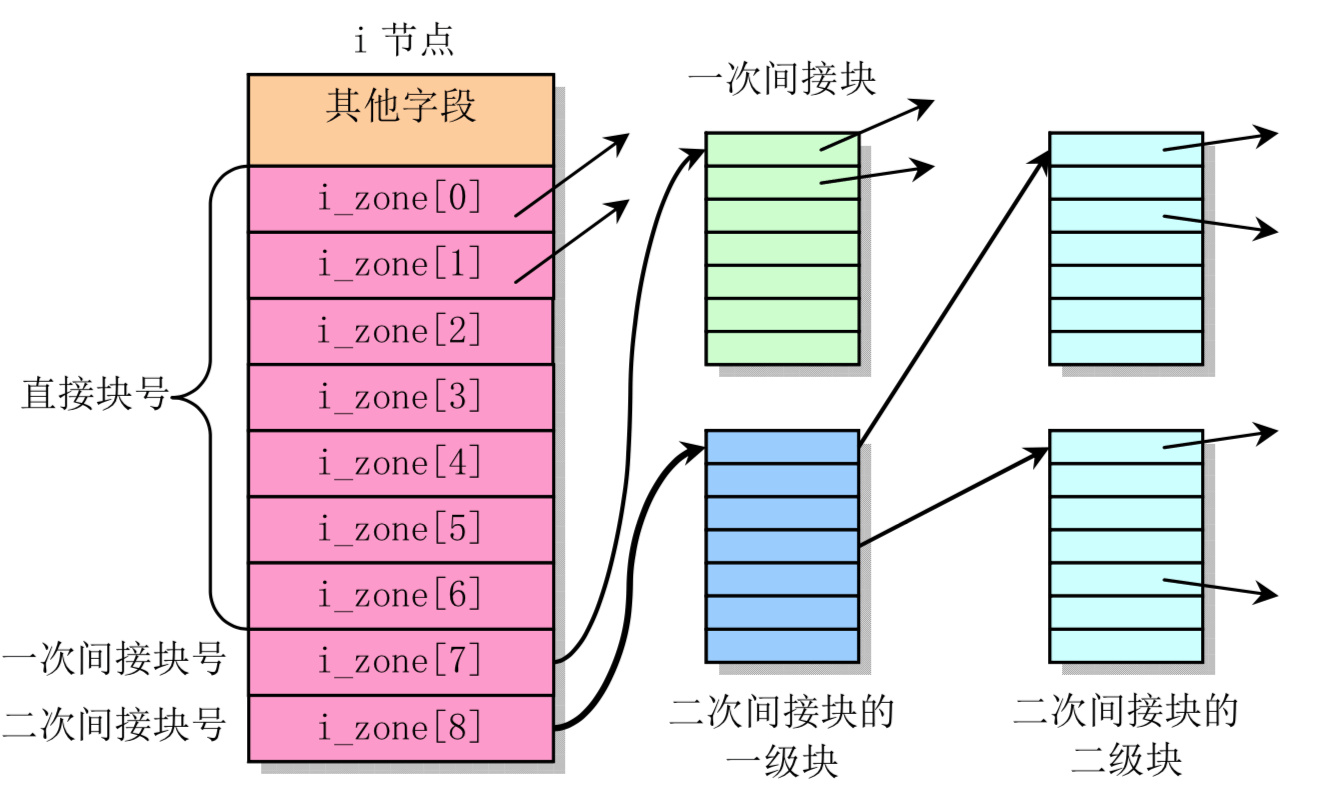 i 节点
其他字段
i_zone[0]
i_zone[1]
i_zone[2]
i_zone[3]
i_zone[4]
i_zone[5]
i_zone[6]
i_zone[7]
i_zone[8]
直接块号
一次间接块号
二次间接块号
一次间接块
二次间接块的
一级块
二次间接块的
二级块